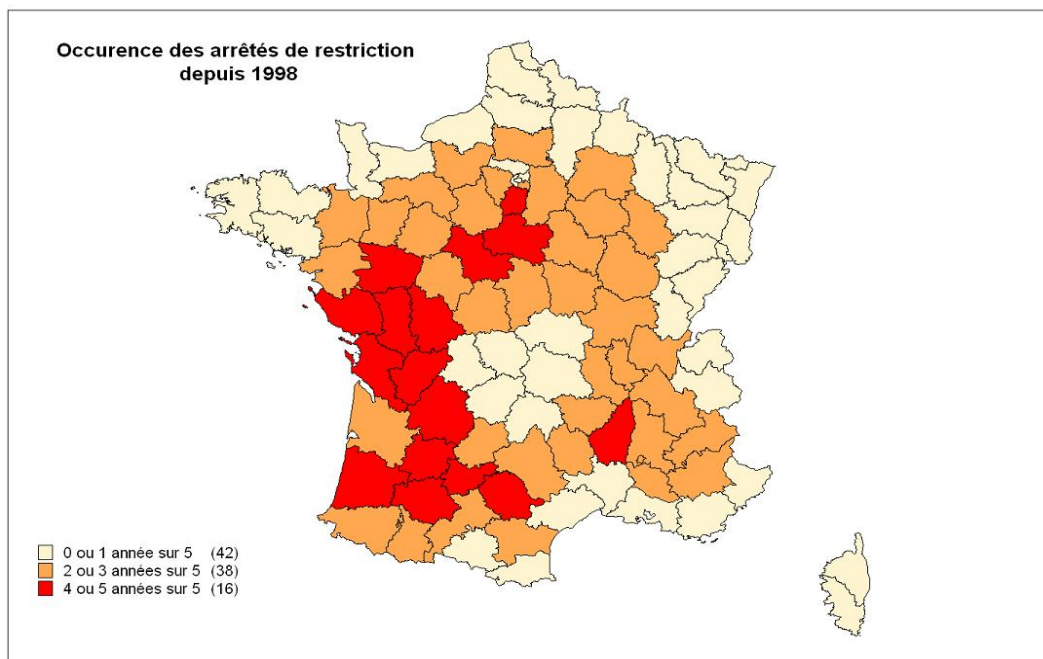 Occurence des arrêtés de restriction
depuis 1998
0 ou 1 année sur 5 (42)
2 ou 3 années sur 5 (38)
4 ou 5 années sur 5 (16)